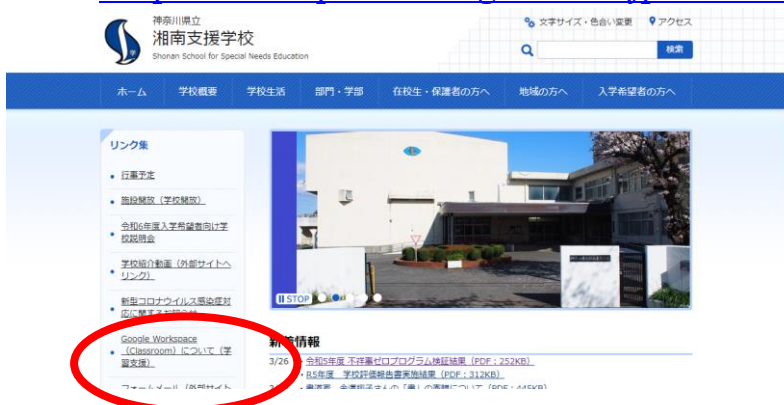 神奈川県立
湘南支援学校
Shonan School for Special Needs Education
文字サイズ・色合い変更 アクセス
検索
ホーム 学校概要 学校生活 部門・学部 在校生・保護者の方へ 地域の方へ 入学希望者の方へ
リンク集
行事予定
施設開放（学校開放）
令和6年度入学希望者向け学
校説明会
学校紹介動画（外部サイトへ
リンク）
新型コロナウイルス感染症対
応に関するお知らせ
Google Workspace
（Classroom）について（学
習支援）
フォームメール（外部サイト
STOP
新着情報
3/26 令和5年度 不祥事ゼロプログラム検証結果（PDF：252KB）
R5年度 学校評価報告書実施結果（PDF：312KB）